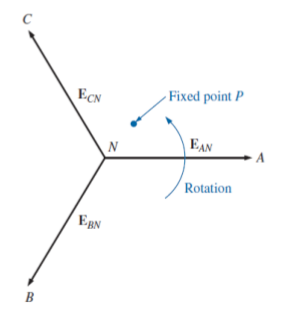 C
E_CN
Fixed point P
N
E_AN
A
Rotation
E_BN
B